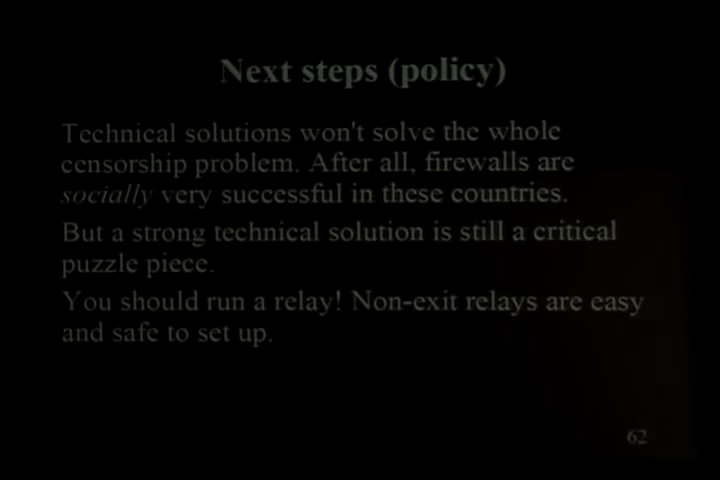 Next steps (policy)
Technical solutions won't solve the whole
censorship problem. After all, firewalls are
socially very successful in these countries.
But a strong technical solution is still a critical
puzzle piece.
You should run a relay! Non-exit relays are easy
and safe to set up.
62